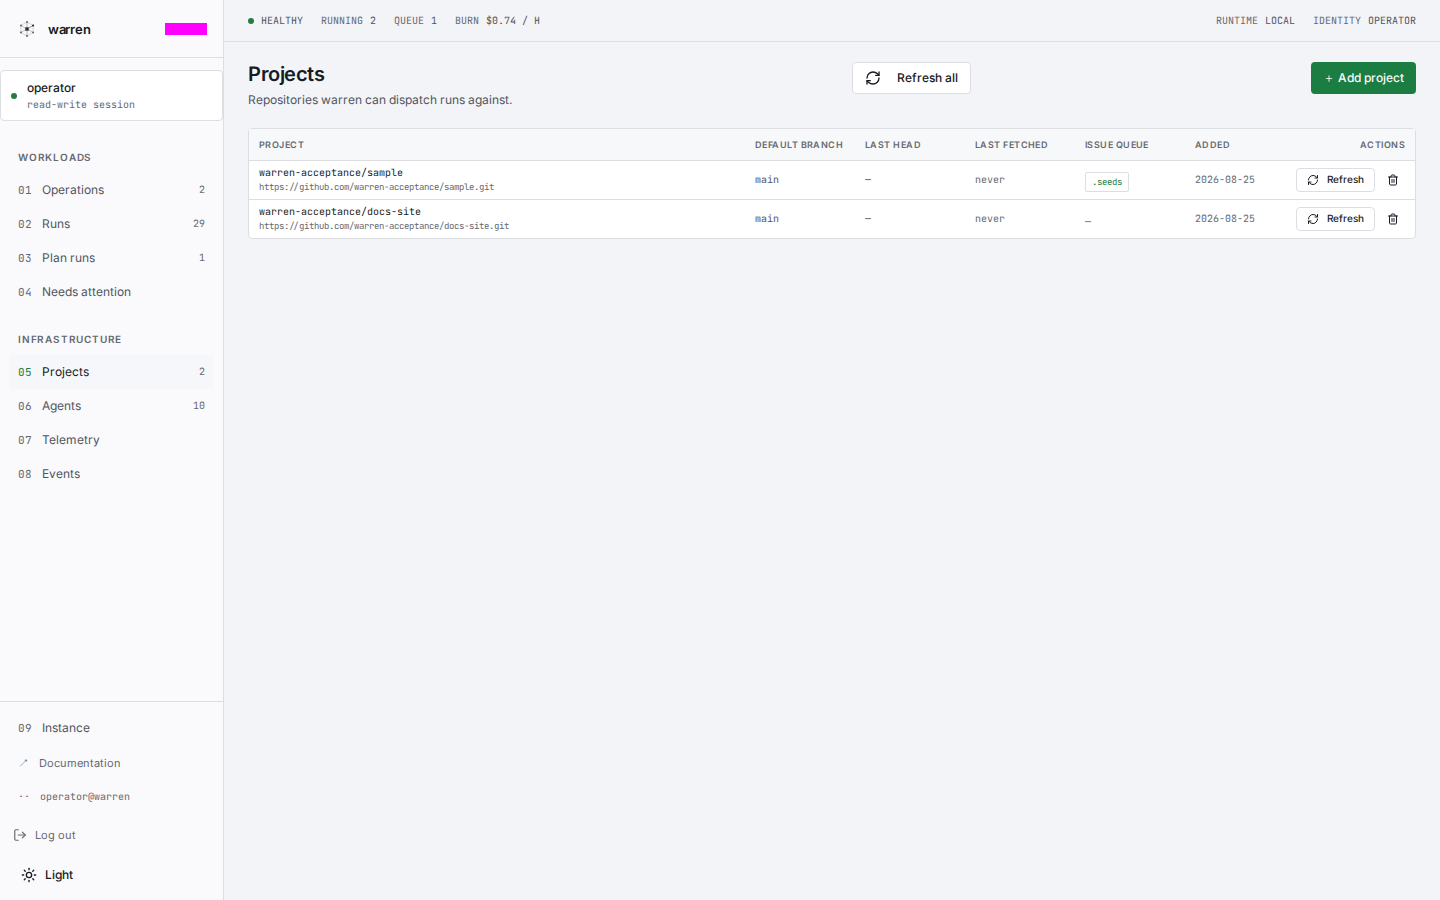 warren
operator
read-write session
WORKLOADS
01 Operations 2
02 Runs 29
03 Plan runs 1
04 Needs attention
INFRASTRUCTURE
05 Projects 2
06 Agents 10
07 Telemetry
08 Events
09 Instance
Documentation
operator@warren
Log out
Light
HEALTHY RUNNING 2 QUEUE 1 BURN $0.74 / H RUNTIME LOCAL IDENTITY OPERATOR
Projects
Repositories warren can dispatch runs against.
Refresh all
+ Add project
PROJECT DEFAULT BRANCH LAST HEAD LAST FETCHED ISSUE QUEUE ADDED ACTIONS
warren-acceptance/sample
https://github.com/warren-acceptance/sample.git
main — never .seeds 2026-08-25 Refresh
warren-acceptance/docs-site
https://github.com/warren-acceptance/docs-site.git
main — never — 2026-08-25 Refresh